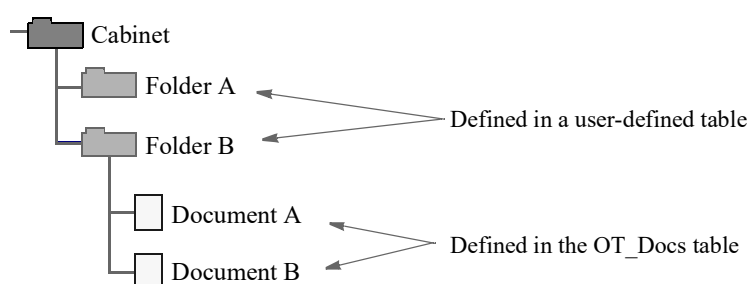 Cabinet
Folder A
Defined in a user-defined table
Folder B
Document A
Defined in the OT_Docs table
Document B